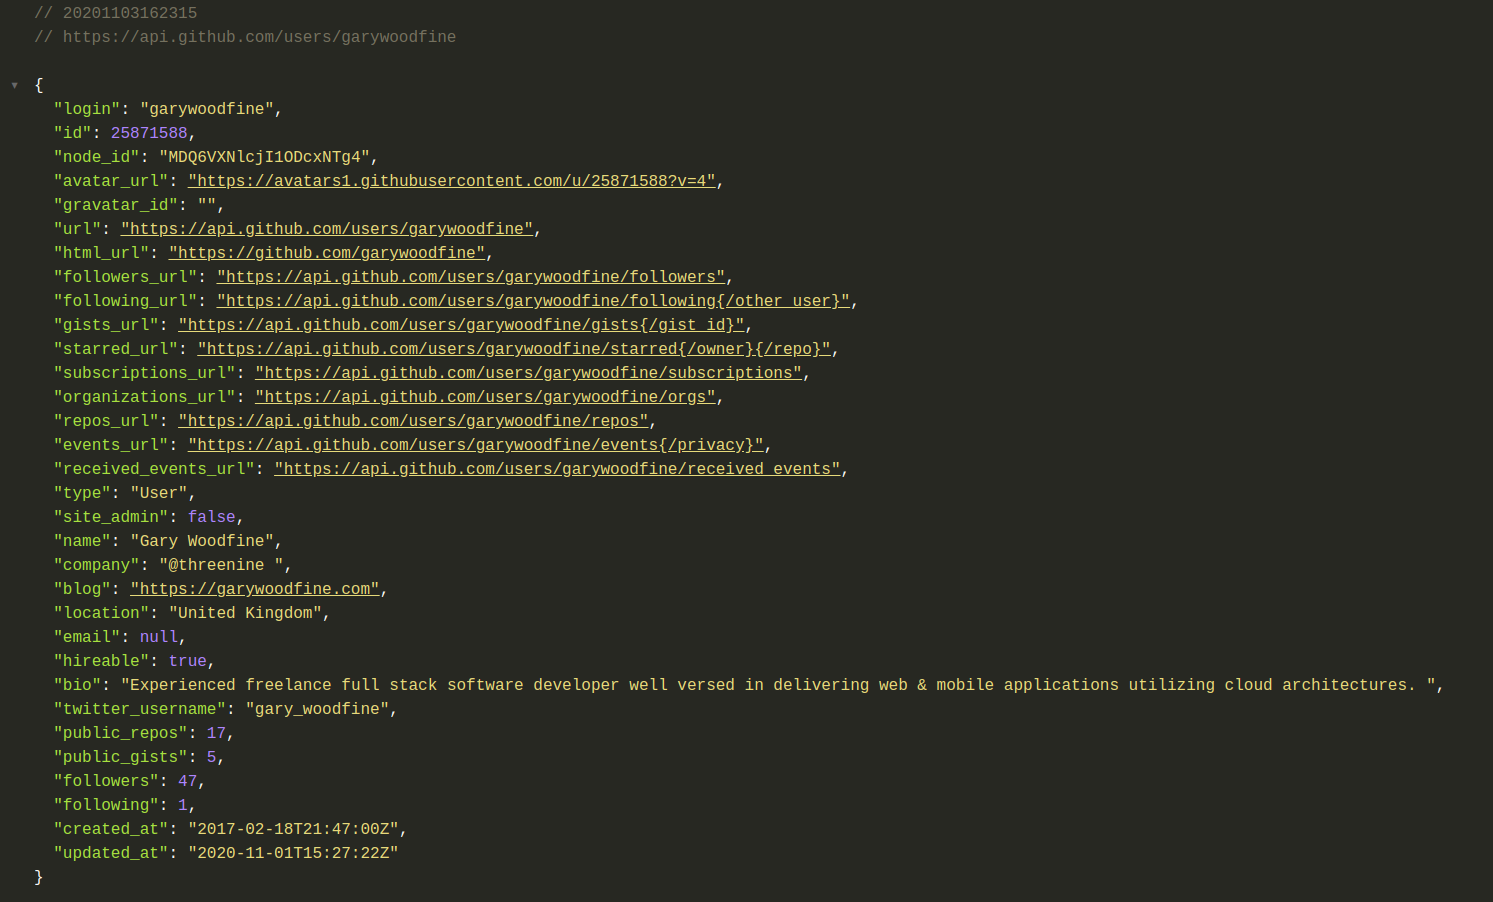 // 20201103162315
// https://api.github.com/users/garywoodfine
{
"login": "garywoodfine",
"id": 25871588,
"node_id": "MDQ6VXNlcjI1ODcxNTg4",
"avatar_url": "https://avatars1.githubusercontent.com/u/25871588?v=4",
"gravatar_id": "",
"url": "https://api.github.com/users/garywoodfine",
"html_url": "https://github.com/garywoodfine",
"followers_url": "https://api.github.com/users/garywoodfine/followers",
"following_url": "https://api.github.com/users/garywoodfine/following{/other_user}",
"gists_url": "https://api.github.com/users/garywoodfine/gists{/gist_id}",
"starred_url": "https://api.github.com/users/garywoodfine/starred{/owner}{/repo}",
"subscriptions_url": "https://api.github.com/users/garywoodfine/subscriptions",
"organizations_url": "https://api.github.com/users/garywoodfine/orgs",
"repos_url": "https://api.github.com/users/garywoodfine/repos",
"events_url": "https://api.github.com/users/garywoodfine/events{/privacy}",
"received_events_url": "https://api.github.com/users/garywoodfine/received_events",
"type": "User",
"site_admin": false,
"name": "Gary Woodfine",
"company": "@threenine ",
"blog": "https://garywoodfine.com",
"location": "United Kingdom",
"email": null,
"hireable": true,
"bio": "Experienced freelance full stack software developer well versed in delivering web & mobile applications utilizing cloud architectures. ",
"twitter_username": "gary_woodfine",
"public_repos": 17,
"public_gists": 5,
"followers": 47,
"following": 1,
"created_at": "2017-02-18T21:47:00Z",
"updated_at": "2020-11-01T15:27:22Z"
}